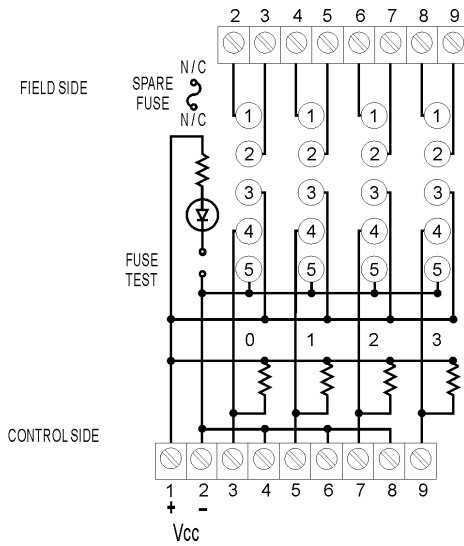 2 3 4 5 6 7 8 9
N/C
FIELD SIDE
SPARE
FUSE
N/C
1 1 1 1
2 2 2 2
3 3 3 3
4 4 4 4
FUSE
TEST
5 5 5 5
0 1 2 3
CONTROL SIDE
1 2 3 4 5 6 7 8 9
+ –
Vcc